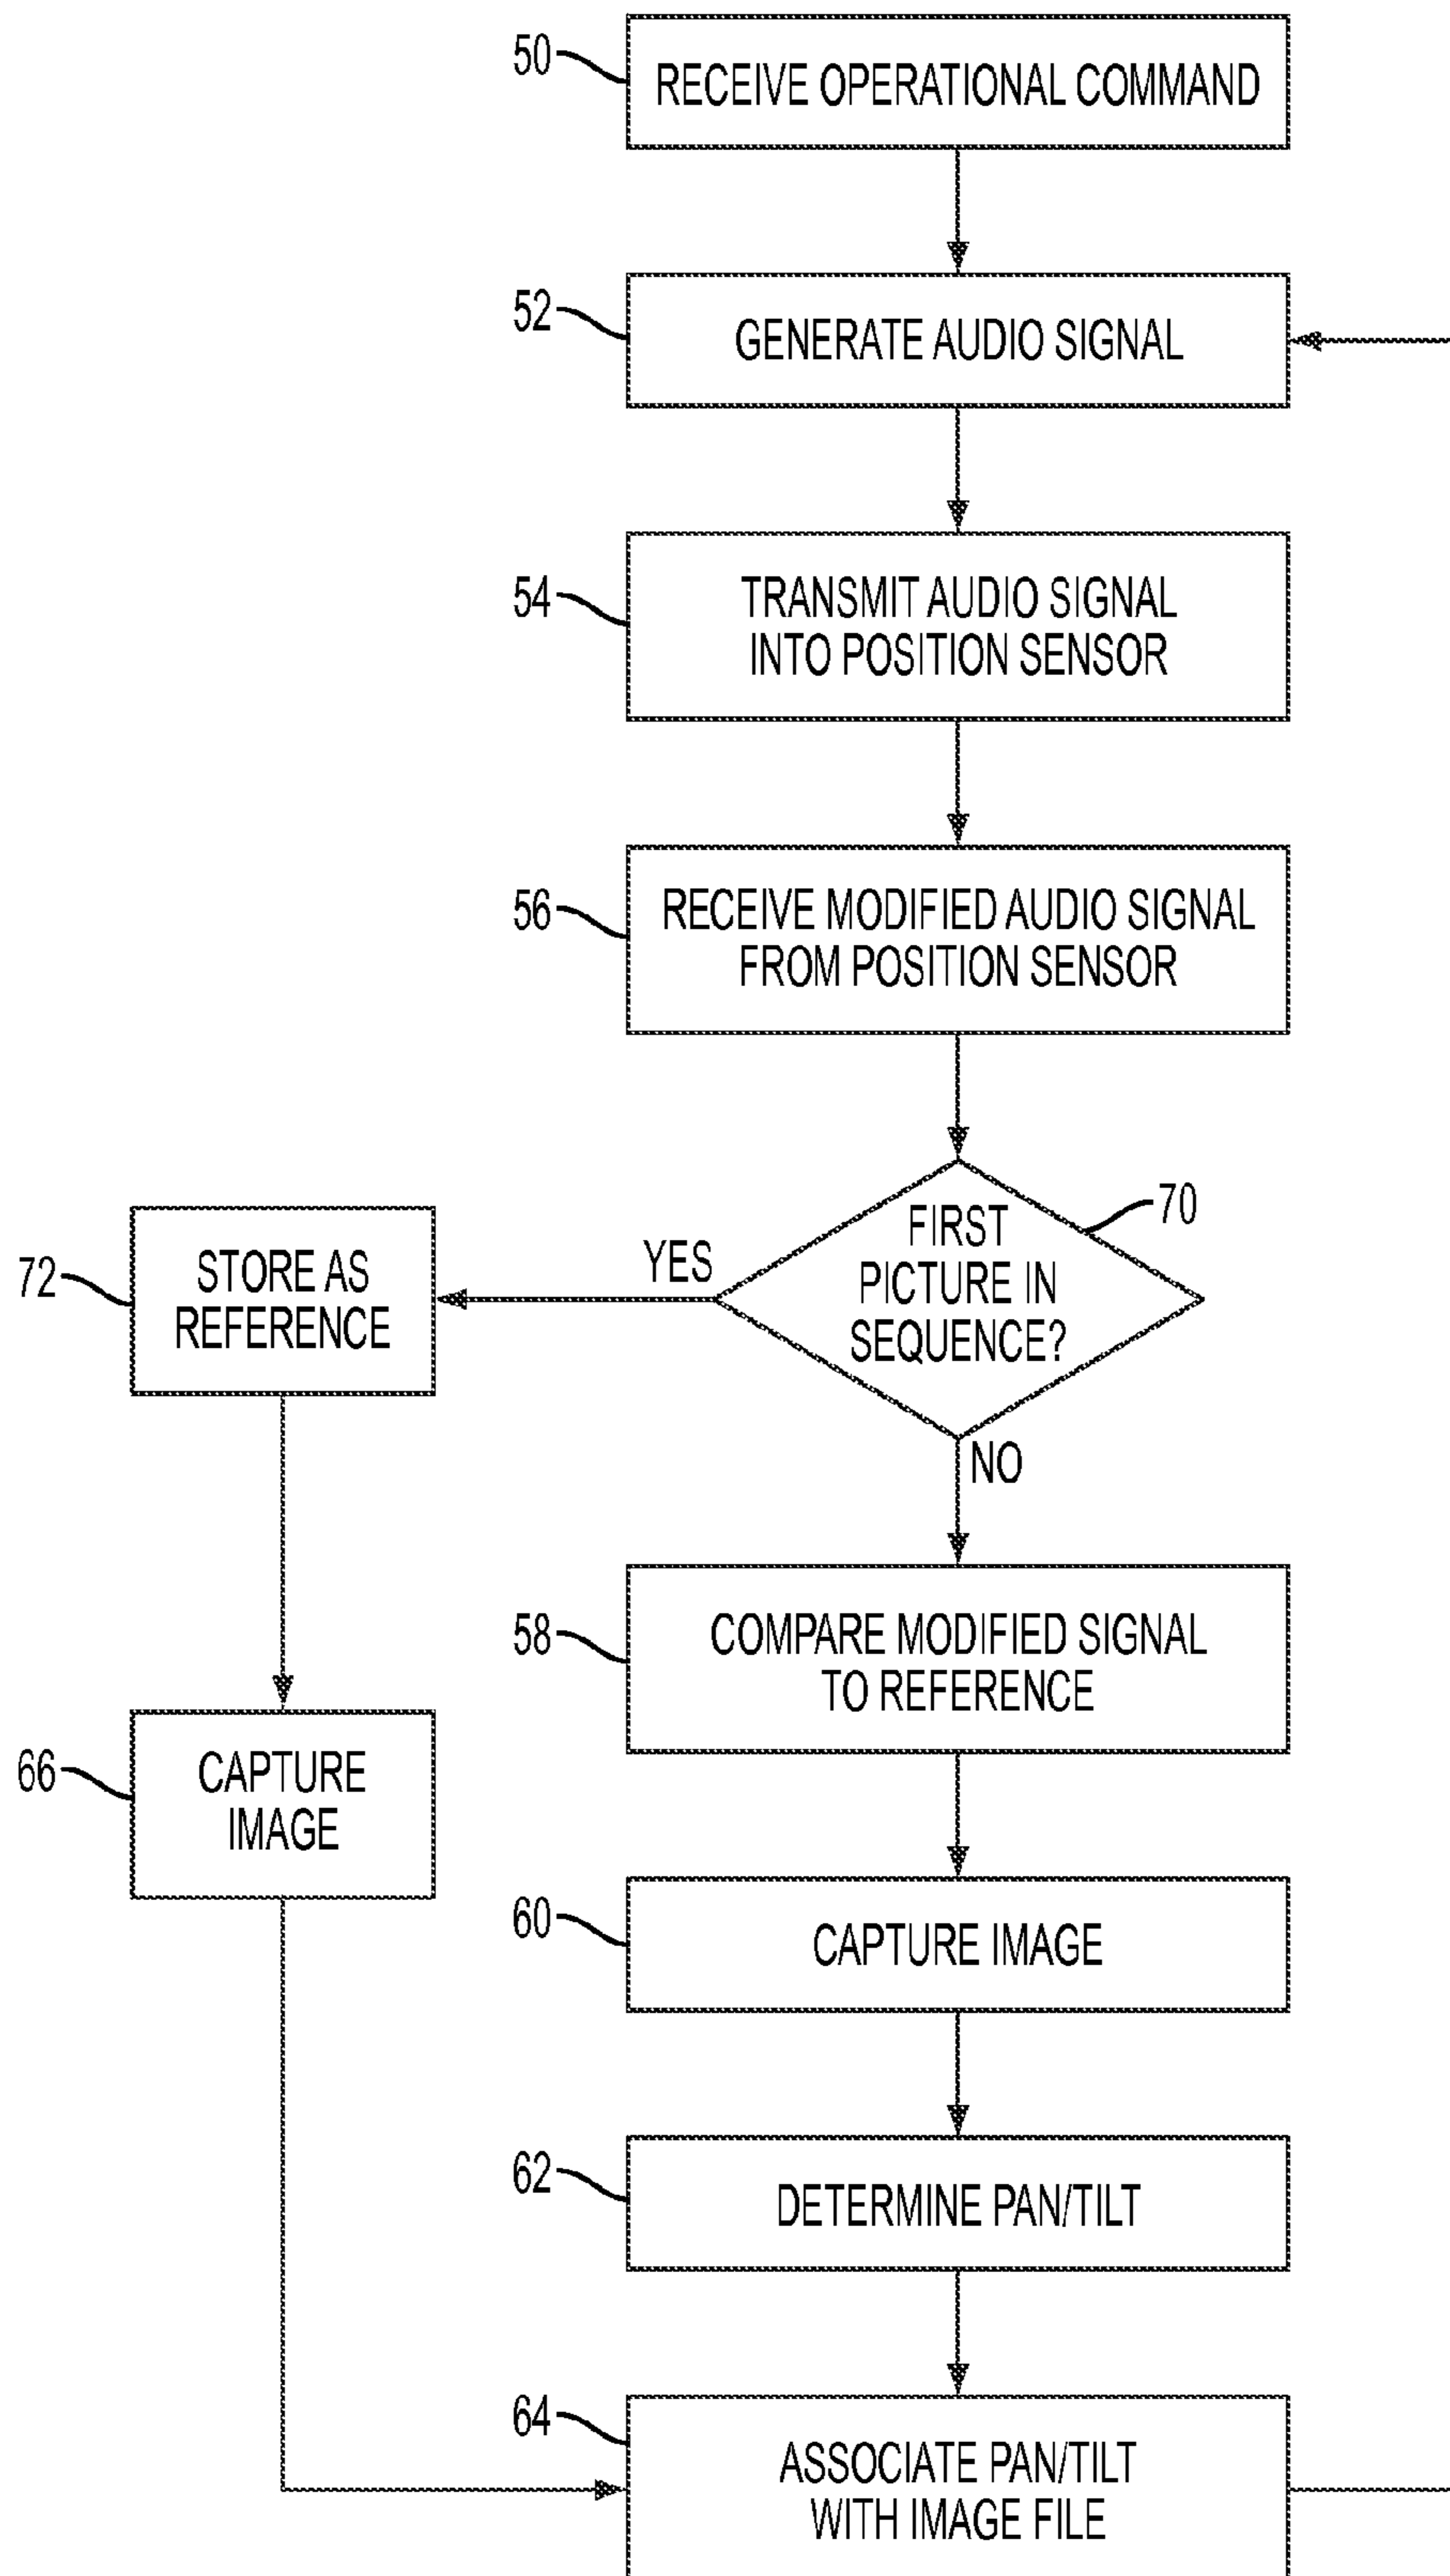 50
RECEIVE OPERATIONAL COMMAND
52
GENERATE AUDIO SIGNAL
54
TRANSMIT AUDIO SIGNAL
INTO POSITION SENSOR
56
RECEIVE MODIFIED AUDIO SIGNAL
FROM POSITION SENSOR
70
FIRST
PICTURE IN
SEQUENCE?
YES
NO
72
STORE AS
REFERENCE
66
CAPTURE
IMAGE
58
COMPARE MODIFIED SIGNAL
TO REFERENCE
60
CAPTURE IMAGE
62
DETERMINE PAN/TILT
64
ASSOCIATE PAN/TILT
WITH IMAGE FILE